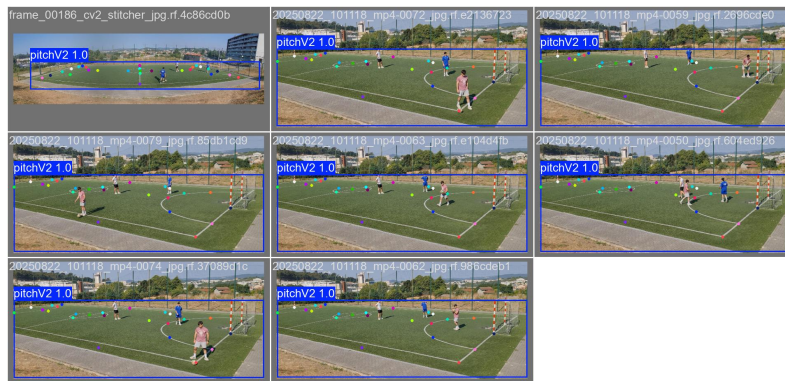 frame_00186_cv2_stitcher_jpg.rf.4c86cd0b
pitchV2 1.0
20250822_101118_mp4-0072_jpg.rf.e2136723
pitchV2 1.0
20250822_101118_mp4-0059_jpg.rf.2696cde0
pitchV2 1.0
20250822_101118_mp4-0079_jpg.rf.85db1cd9
pitchV2 1.0
20250822_101118_mp4-0063_jpg.rf.e104d4fb
pitchV2 1.0
20250822_101118_mp4-0050_jpg.rf.604ed926
pitchV2 1.0
20250822_101118_mp4-0074_jpg.rf.37089d1c
pitchV2 1.0
20250822_101118_mp4-0062_jpg.rf.986cdeb1
pitchV2 1.0